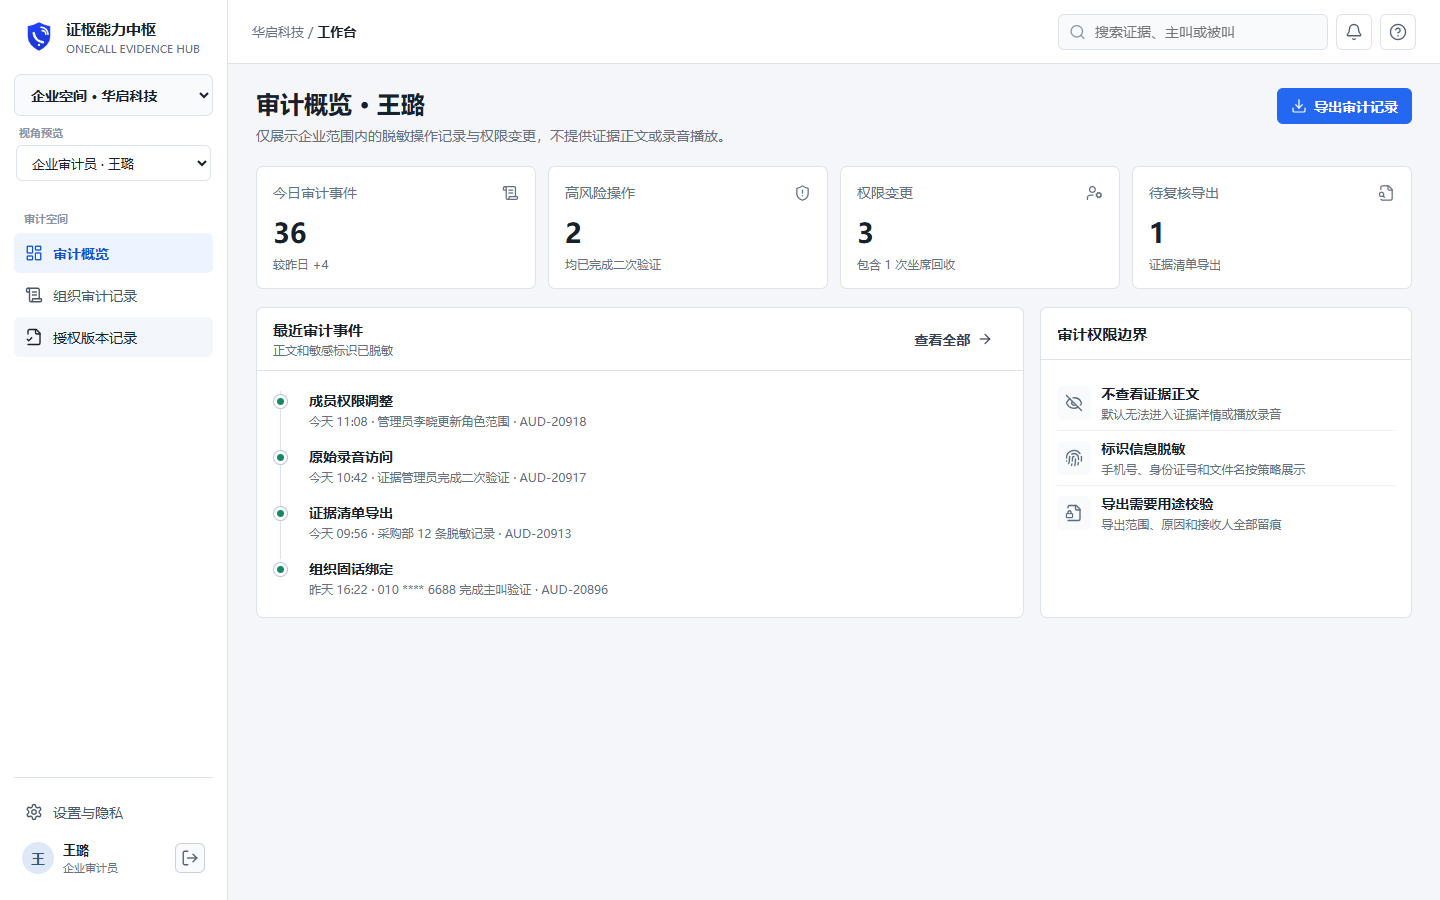 证枢能力中枢
ONECALL EVIDENCE HUB
企业空间 • 华启科技
视角预览
企业审计员 · 王璐
审计空间
审计概览
组织审计记录
授权版本记录
设置与隐私
王
王璐
企业审计员
华启科技 / 工作台
搜索证据、主叫或被叫
审计概览 • 王璐
仅展示企业范围内的脱敏操作记录与权限变更，不提供证据正文或录音播放。
导出审计记录
今日审计事件
36
较昨日 +4
高风险操作
2
均已完成二次验证
权限变更
3
包含 1 次坐席回收
待复核导出
1
证据清单导出
最近审计事件
正文和敏感标识已脱敏
查看全部
成员权限调整
今天 11:08 · 管理员李晓更新角色范围 · AUD-20918
原始录音访问
今天 10:42 · 证据管理员完成二次验证 · AUD-20917
证据清单导出
今天 09:56 · 采购部 12 条脱敏记录 · AUD-20913
组织固话绑定
昨天 16:22 · 010 **** 6688 完成主叫验证 · AUD-20896
审计权限边界
不查看证据正文
默认无法进入证据详情或播放录音
标识信息脱敏
手机号、身份证号和文件名按策略展示
导出需要用途校验
导出范围、原因和接收人全部留痕